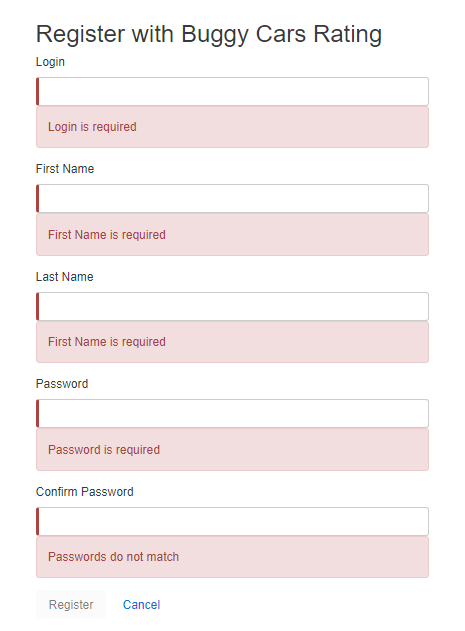 Register with Buggy Cars Rating
Login
Login is required
First Name
First Name is required
Last Name
First Name is required
Password
Password is required
Confirm Password
Passwords do not match
Register Cancel